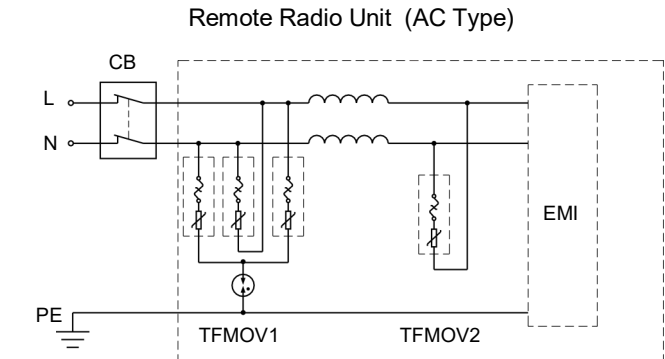 Remote Radio Unit (AC Type)
CB
L
N
EMI
PE
TFMOV1 TFMOV2